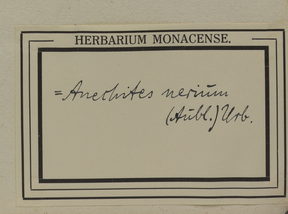 HERBARIUM MONACENSE.
= Anechites nerium
(Aubl.) Urb.